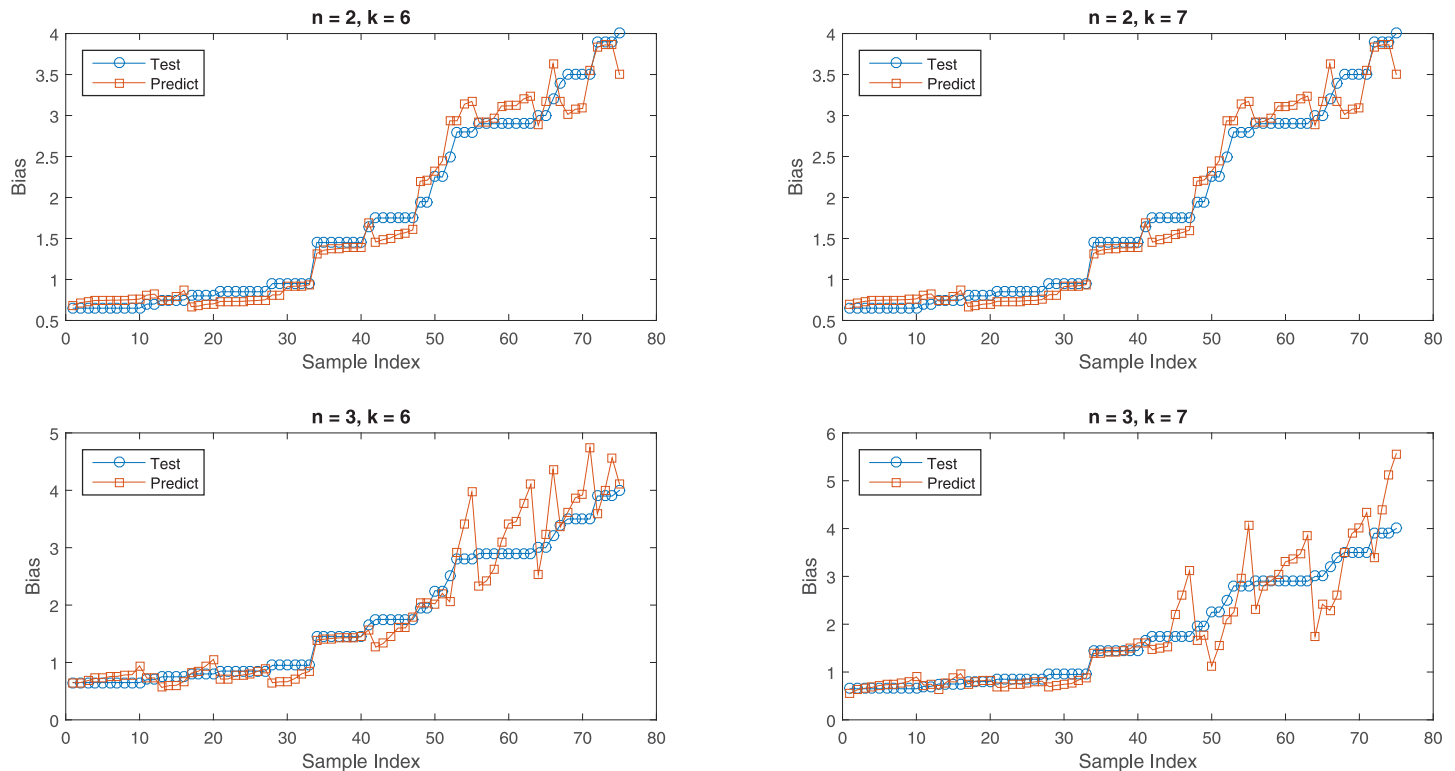 n = 2, k = 6
4
3.5
3
2.5
2
1.5
1
0.5
Bias
Test
Predict
0 10 20 30 40 50 60 70 80
Sample Index
n = 2, k = 7
4
3.5
3
2.5
2
1.5
1
0.5
Bias
Test
Predict
0 10 20 30 40 50 60 70 80
Sample Index
n = 3, k = 6
5
4
3
2
1
0
Bias
Test
Predict
0 10 20 30 40 50 60 70 80
Sample Index
n = 3, k = 7
6
5
4
3
2
1
0
Bias
Test
Predict
0 10 20 30 40 50 60 70 80
Sample Index